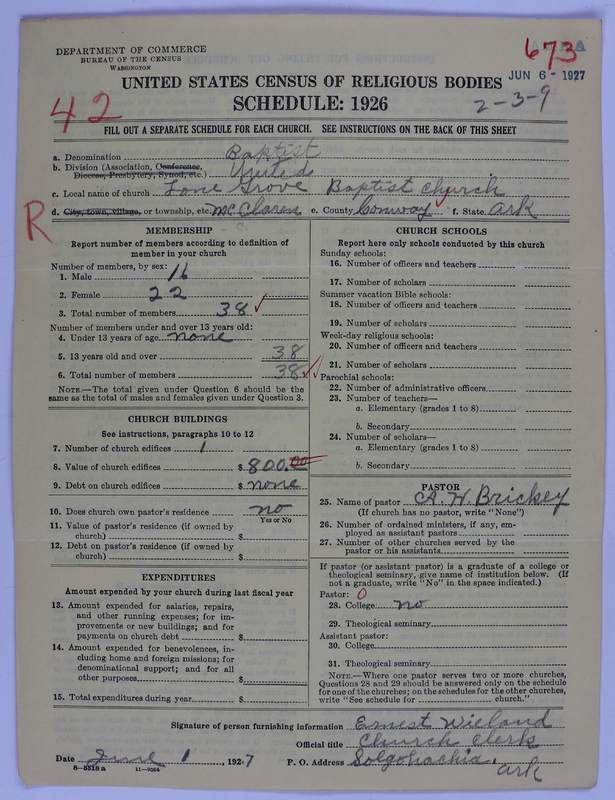 DEPARTMENT OF COMMERCE
BUREAU OF THE CENSUS
WASHINGTON
673
JUN 6 - 1927
UNITED STATES CENSUS OF RELIGIOUS BODIES
SCHEDULE: 1926
2-3-9
42
FILL OUT A SEPARATE SCHEDULE FOR EACH CHURCH. SEE INSTRUCTIONS ON THE BACK OF THIS SHEET
a. Denomination Baptist
b. Division (Association, Conference, Diocese, Presbytery, Synod, etc.) United
c. Local name of church Lone Grove Baptist Church
d. City, town, village, or township, etc. McClaren e. County Conway f. State Ark
R
MEMBERSHIP
Report number of members according to definition of
member in your church
Number of members, by sex:
1. Male 16
2. Female 22
3. Total number of members 38
Number of members under and over 13 years old:
4. Under 13 years of age none
5. 13 years old and over 38
6. Total number of members 38
NOTE.—The total given under Question 6 should be
same as the total of males and females given under Question 3.
CHURCH BUILDINGS
See instructions, paragraphs 10 to 12
7. Number of church edifices 1
8. Value of church edifices $ 800.00
9. Debt on church edifices $ none
10. Does church own pastor's residence no
Yes or No
11. Value of pastor's residence (if owned by
church) $
12. Debt on pastor's residence (if owned by
church) $
EXPENDITURES
Amount expended by your church during last fiscal year
13. Amount expended for salaries, repairs,
and other running expenses; for im-
provements or new buildings; and for
payments on church debt $
14. Amount expended for benevolences, in-
cluding home and foreign missions; for
denominational support; and for all
other purposes $
15. Total expenditures during year $
CHURCH SCHOOLS
Report here only schools conducted by this church
Sunday schools:
16. Number of officers and teachers
17. Number of scholars
Summer vacation Bible schools:
18. Number of officers and teachers
19. Number of scholars
Week-day religious schools:
20. Number of officers and teachers
21. Number of scholars
Parochial schools:
22. Number of administrative officers
23. Number of teachers—
a. Elementary (grades 1 to 8)
b. Secondary
24. Number of scholars—
a. Elementary (grades 1 to 8)
b. Secondary
PASTOR
25. Name of pastor A. H. Brickey
(If church has no pastor, write "None")
26. Number of ordained ministers, if any, em-
ployed as assistant pastors
27. Number of other churches served by the
pastor or his assistants
If pastor (or assistant pastor) is a graduate of a college or
theological seminary, give name of institution below. (If
not a graduate, write "No" in the space indicated.)
Pastor: 0
28. College no
29. Theological seminary
Assistant pastor:
30. College
31. Theological seminary
NOTE.—Where one pastor serves two or more churches,
Questions 28 and 29 should be answered only on the schedule
for one of the churches; on the schedules for the other churches,
write "See schedule for church."
Signature of person furnishing information Ernest Wieland
Official title Church Clerk
Date June 1, 1927 P. O. Address Solgohachia, Ark
8—5518 a